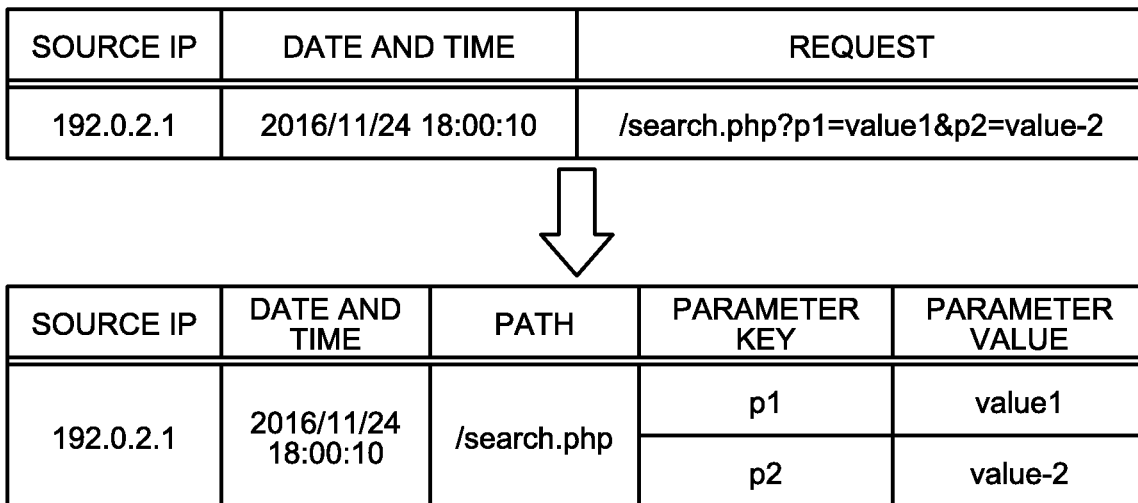 SOURCE IP DATE AND TIME REQUEST
192.0.2.1 2016/11/24 18:00:10 /search.php?p1=value1&p2=value-2
SOURCE IP DATE AND TIME PATH PARAMETER KEY PARAMETER VALUE
192.0.2.1 2016/11/24 18:00:10 /search.php p1 value1
p2 value-2